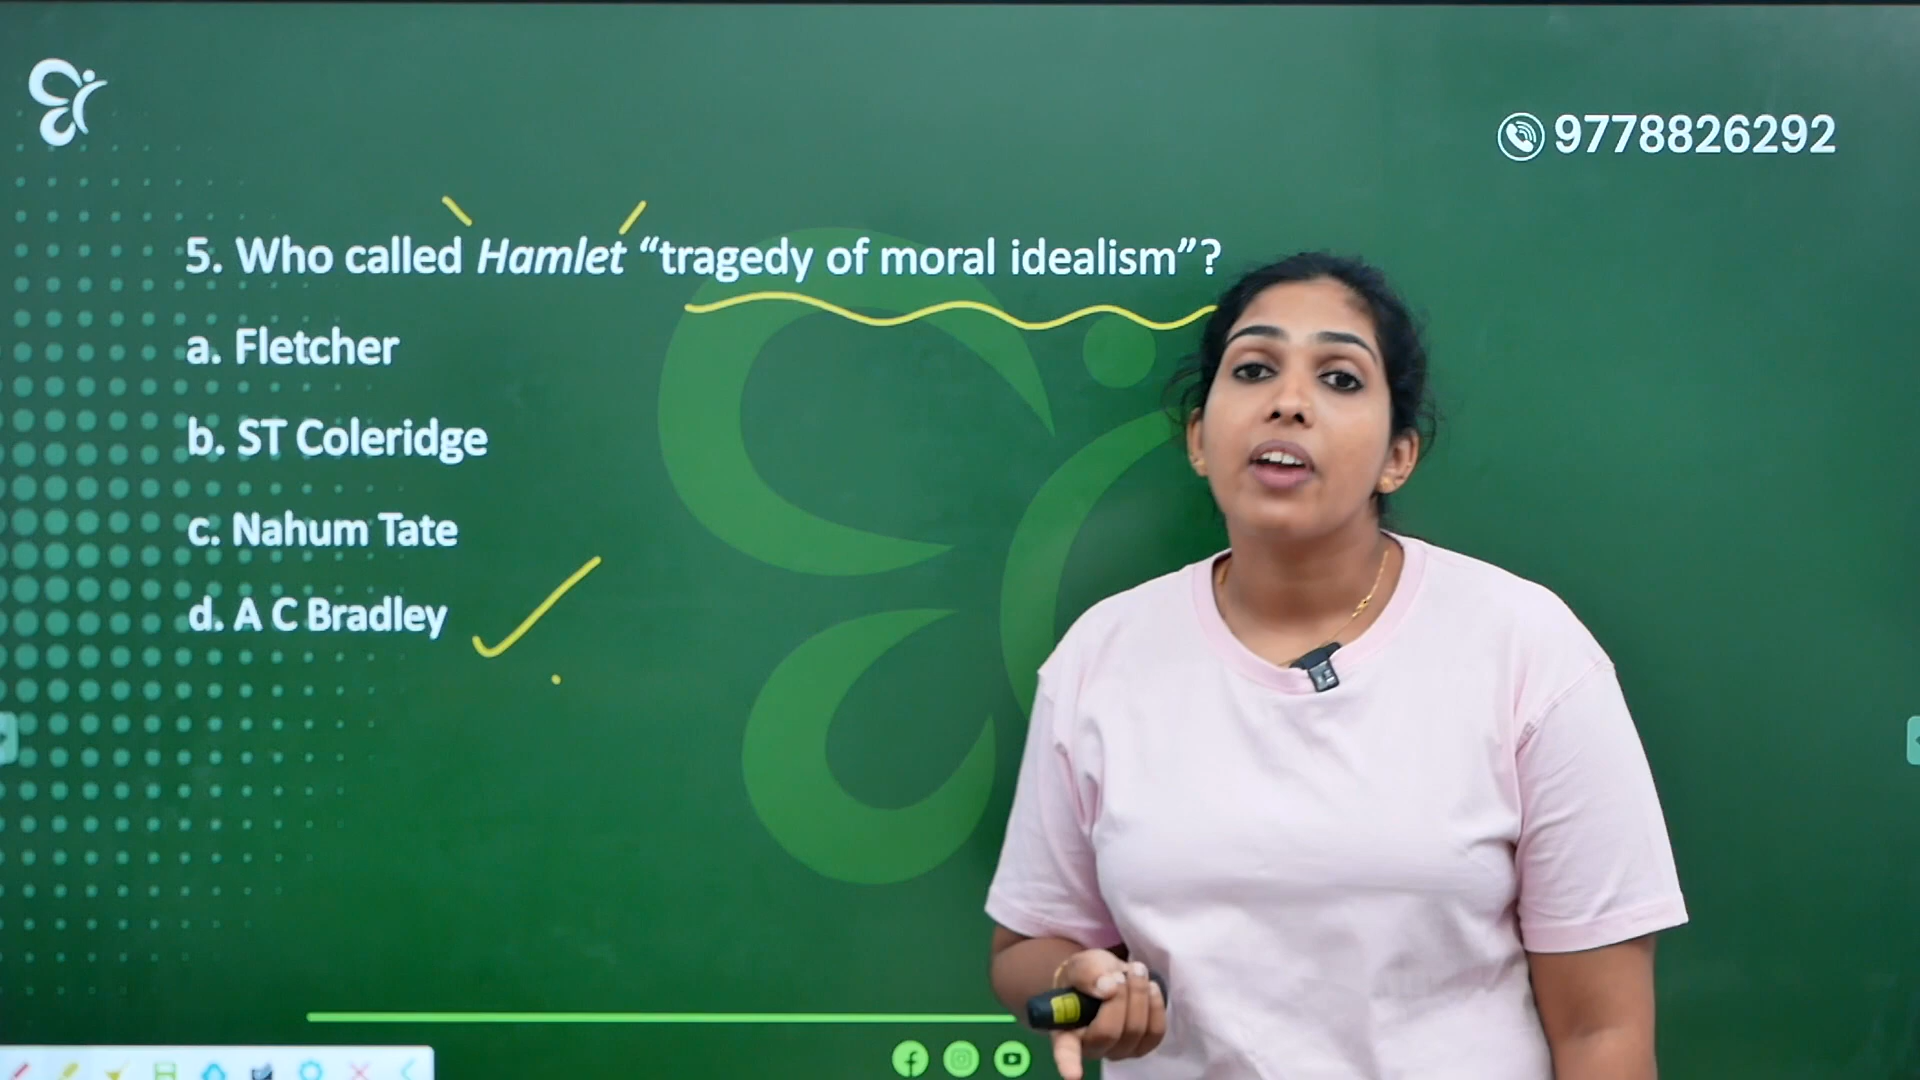 9778826292
5. Who called Hamlet “tragedy of moral idealism”?
a. Fletcher
b. ST Coleridge
c. Nahum Tate
d. A C Bradley